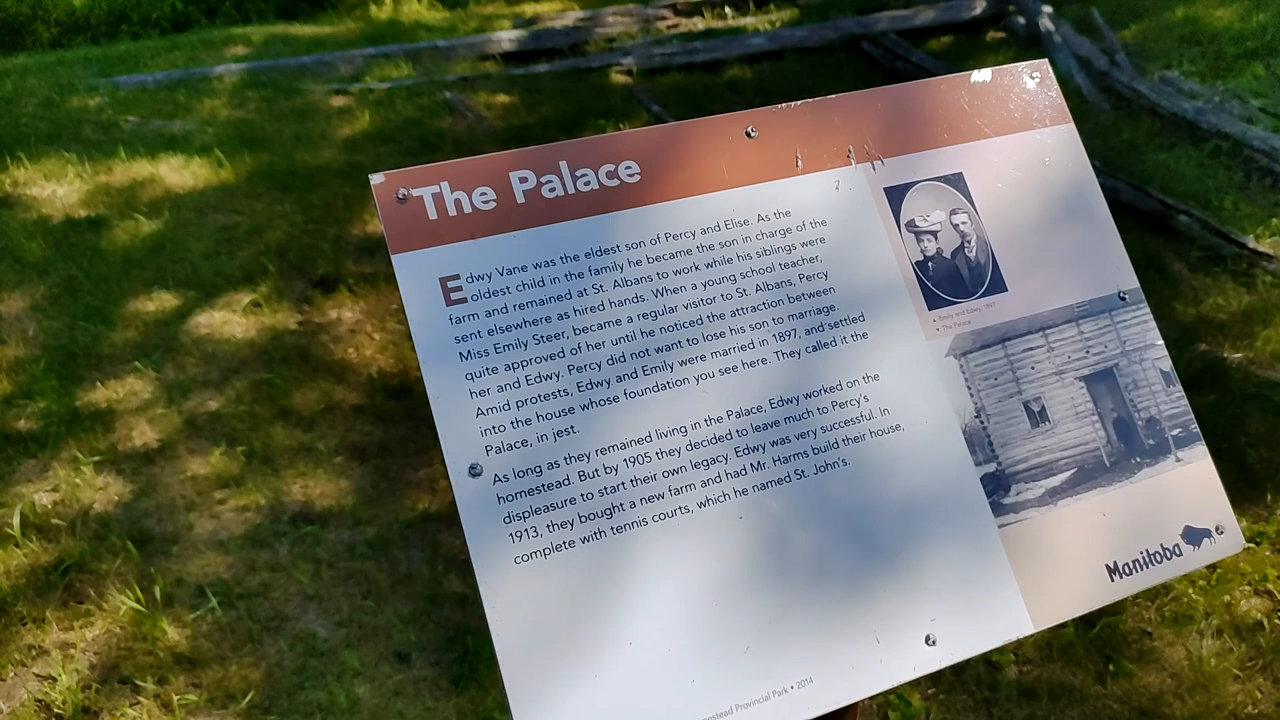 The Palace
Edwy Vane was the eldest son of Percy and Elise. As the
oldest child in the family he became the son in charge of the
farm and remained at St. Albans to work while his siblings were
sent elsewhere as hired hands. When a young school teacher,
Miss Emily Steer, became a regular visitor to St. Albans, Percy
quite approved of her until he noticed the attraction between
her and Edwy. Percy did not want to lose his son to marriage.
Amid protests, Edwy and Emily were married in 1897, and settled
into the house whose foundation you see here. They called it the
Palace, in jest.
As long as they remained living in the Palace, Edwy worked on the
homestead. But by 1905 they decided to leave much to Percy's
displeasure to start their own legacy. Edwy was very successful. In
1913, they bought a new farm and had Mr. Harms build their house,
complete with tennis courts, which he named St. John's.
▲ Emily and Edwy, 1897
▼ The Palace
Manitoba
Provincial Park • 2014